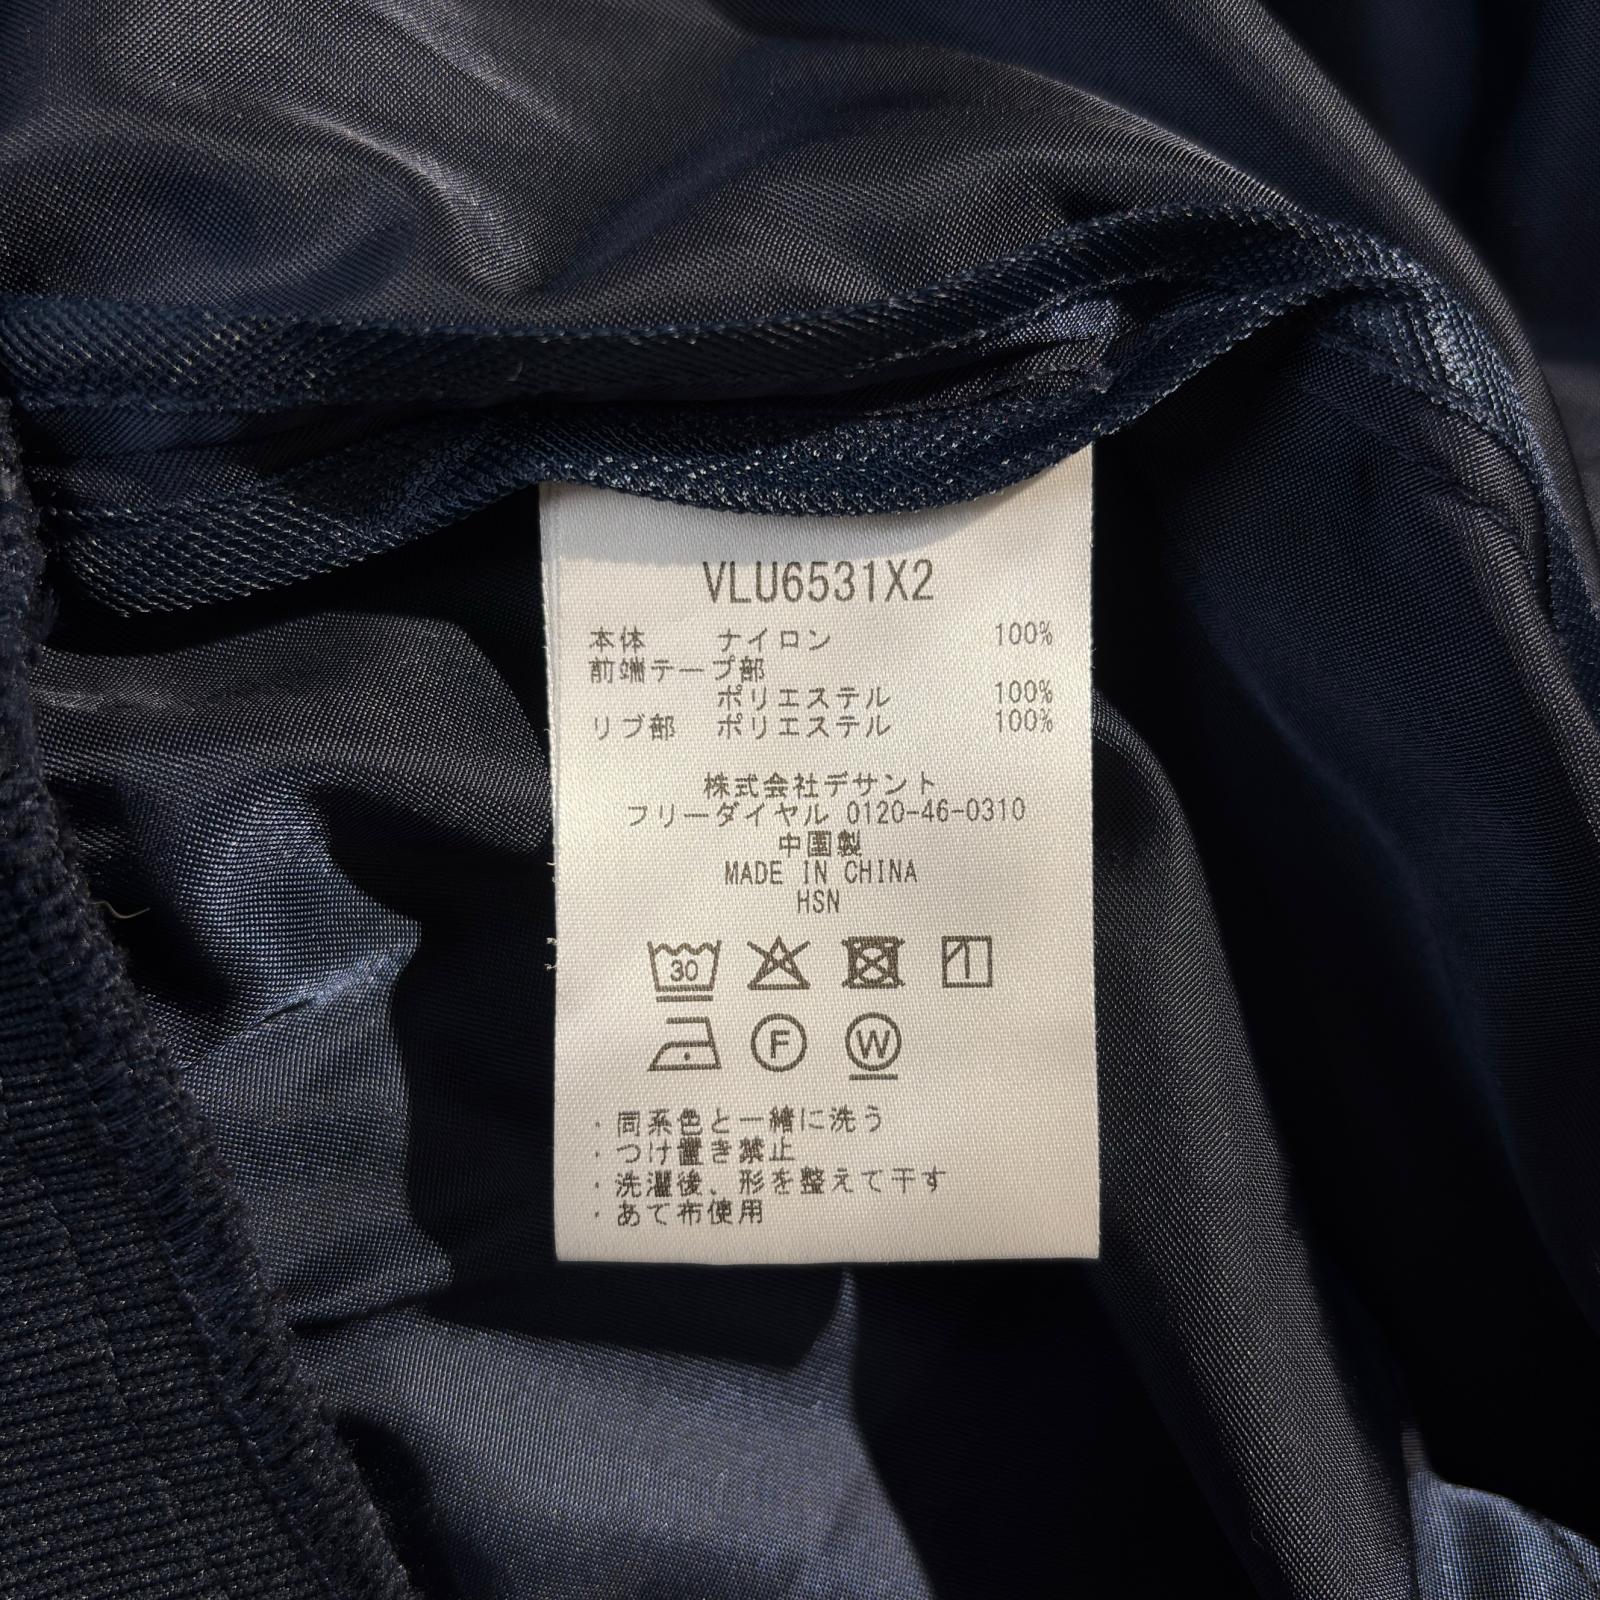 VLU6531X2
本体 ナイロン 100%
前端テープ部
ポリエステル 100%
リブ部 ポリエステル 100%
株式会社デサント
フリーダイヤル 0120-46-0310
中国製
MADE IN CHINA
HSN
30
F W
・同系色と一緒に洗う
・つけ置き禁止
・洗濯後、形を整えて干す
・あて布使用